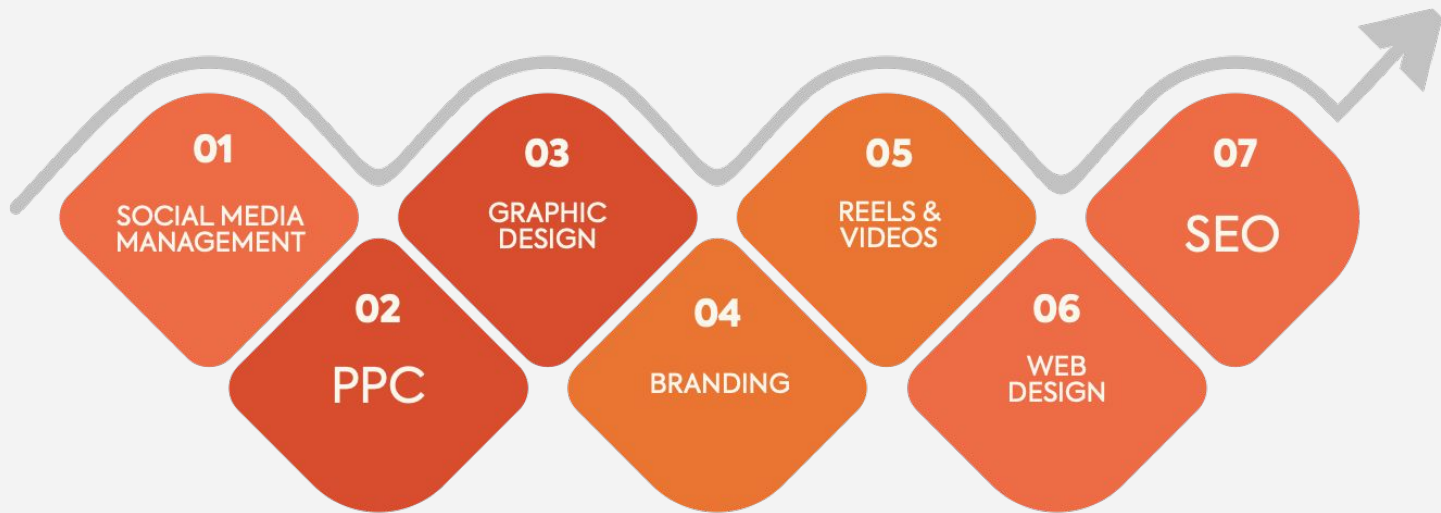 01
SOCIAL MEDIA
MANAGEMENT
02
PPC
03
GRAPHIC
DESIGN
04
BRANDING
05
REELS &
VIDEOS
06
WEB
DESIGN
07
SEO